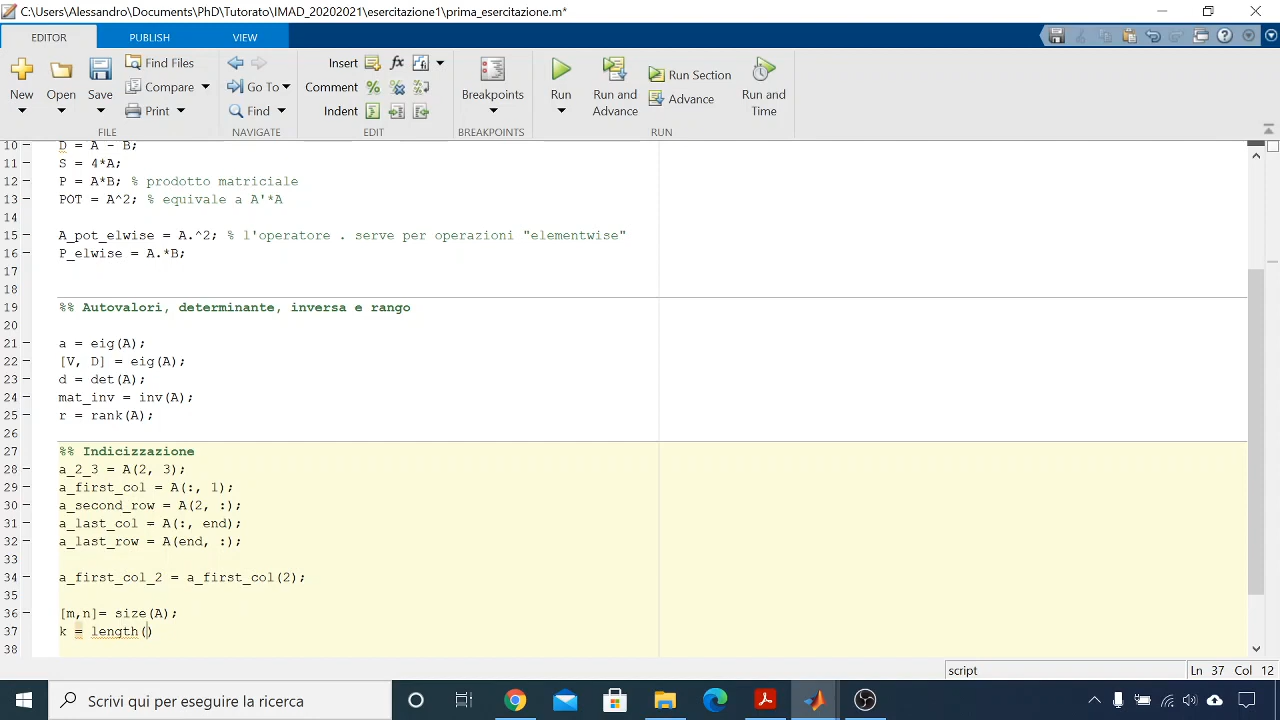 C:\Users\Alessandro\Documents\PhD\Tutorato\IMAD_20202021\esercitazione1\prima_esercitazione.m*
EDITOR PUBLISH VIEW
New Open Save Find Files Compare Print
Go To Find
Insert Comment Indent
Breakpoints
Run Run and Advance Run Section Advance Run and Time
FILE NAVIGATE EDIT BREAKPOINTS RUN
10 D = A - B;
11 S = 4*A;
12 P = A*B; % prodotto matriciale
13 POT = A^2; % equivale a A'*A
14
15 A_pot_elwise = A.^2; % l'operatore . serve per operazioni "elementwise"
16 P_elwise = A.*B;
17
18
19 %% Autovalori, determinante, inversa e rango
20
21 a = eig(A);
22 [V, D] = eig(A);
23 d = det(A);
24 mat_inv = inv(A);
25 r = rank(A);
26
27 %% Indicizzazione
28 a_2_3 = A(2, 3);
29 a_first_col = A(:, 1);
30 a_second_row = A(2, :);
31 a_last_col = A(:, end);
32 a_last_row = A(end, :);
33
34 a_first_col_2 = a_first_col(2);
35
36 [m,n]= size(A);
37 k = length()
38
script Ln 37 Col 12
Scrivi qui per eseguire la ricerca